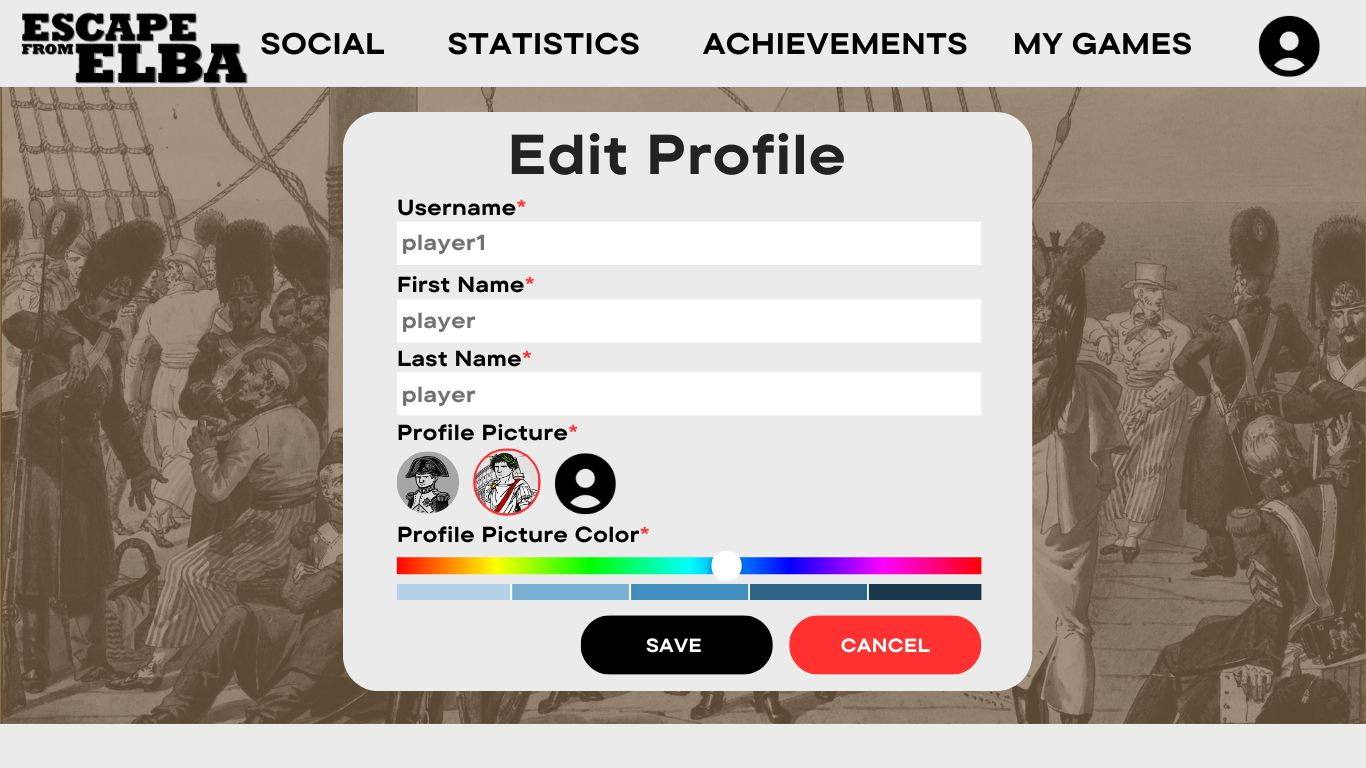 ESCAPE
FROM ELBA
SOCIAL STATISTICS ACHIEVEMENTS MY GAMES
Edit Profile
Username*
player1
First Name*
player
Last Name*
player
Profile Picture*
Profile Picture Color*
SAVE CANCEL